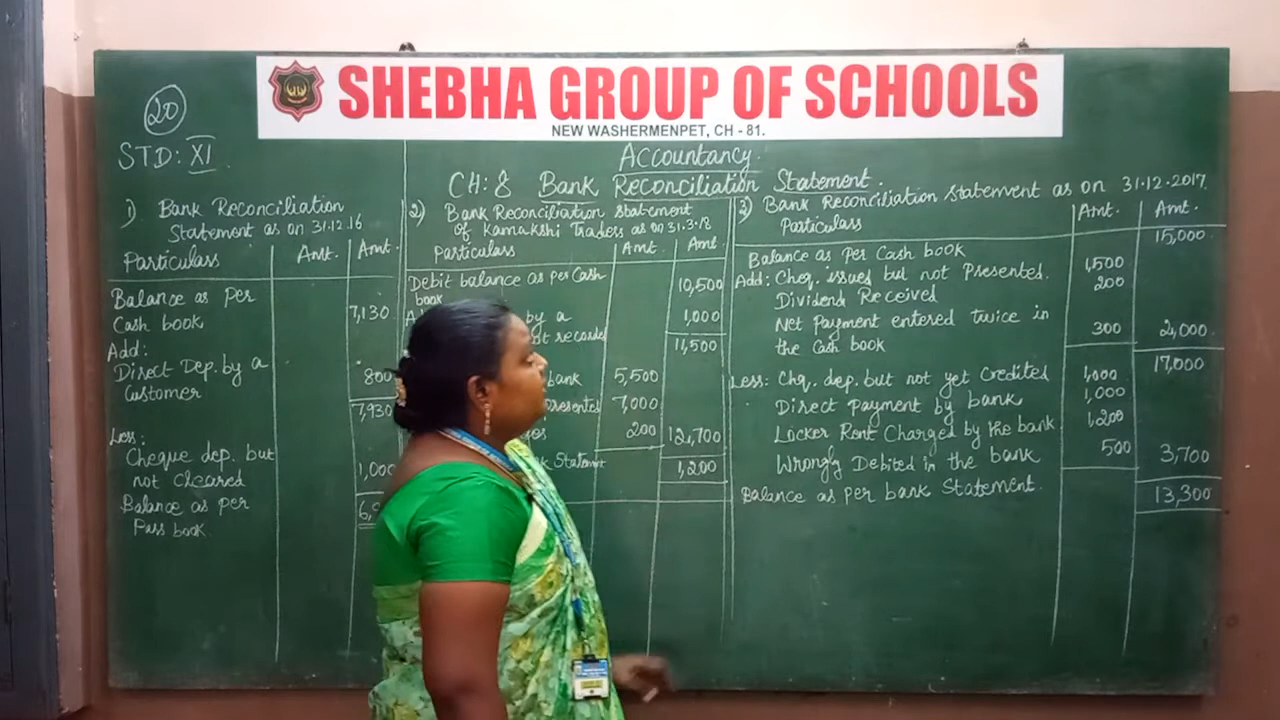 SHEBHA GROUP OF SCHOOLS
NEW WASHERMENPET, CH - 81.
20
STD: XI.
Accountancy.
CH: 8 Bank Reconciliation Statement.
1) Bank Reconciliation
Statement as on 31.12.16
Particulars Amt. Amt.
Balance as per
Cash book 7,130
Add:
Direct Dep. by a
Customer 800
7,930
Less:
Cheque dep. but
not Cleared 1,000
Balance as per
Pass book
2) Bank Reconciliation Statement
of Kamakshi Traders as on 31.3.18
Particulars Amt. Amt
Debit balance as per Cash
book 10,500
by a 1,000
recorded
11,500
bank 5,500
7,000
200 12,700
1,200
3) Bank Reconciliation Statement as on 31.12.2017.
Particulars Amt. Amt.
Balance as Per Cash book 15,000
Add: Cheq. issues but not Presented. 1,500
Dividend Received 200
Net Payment entered twice in
the Cash book 300 2,000
17,000
Less: Chq. dep. but not yet Credited 1,000
Direct Payment by bank 1,000
Locker Rent Charged by the bank 1,200
Wrongly Debited in the bank 500 3,700
Balance as per bank Statement. 13,300